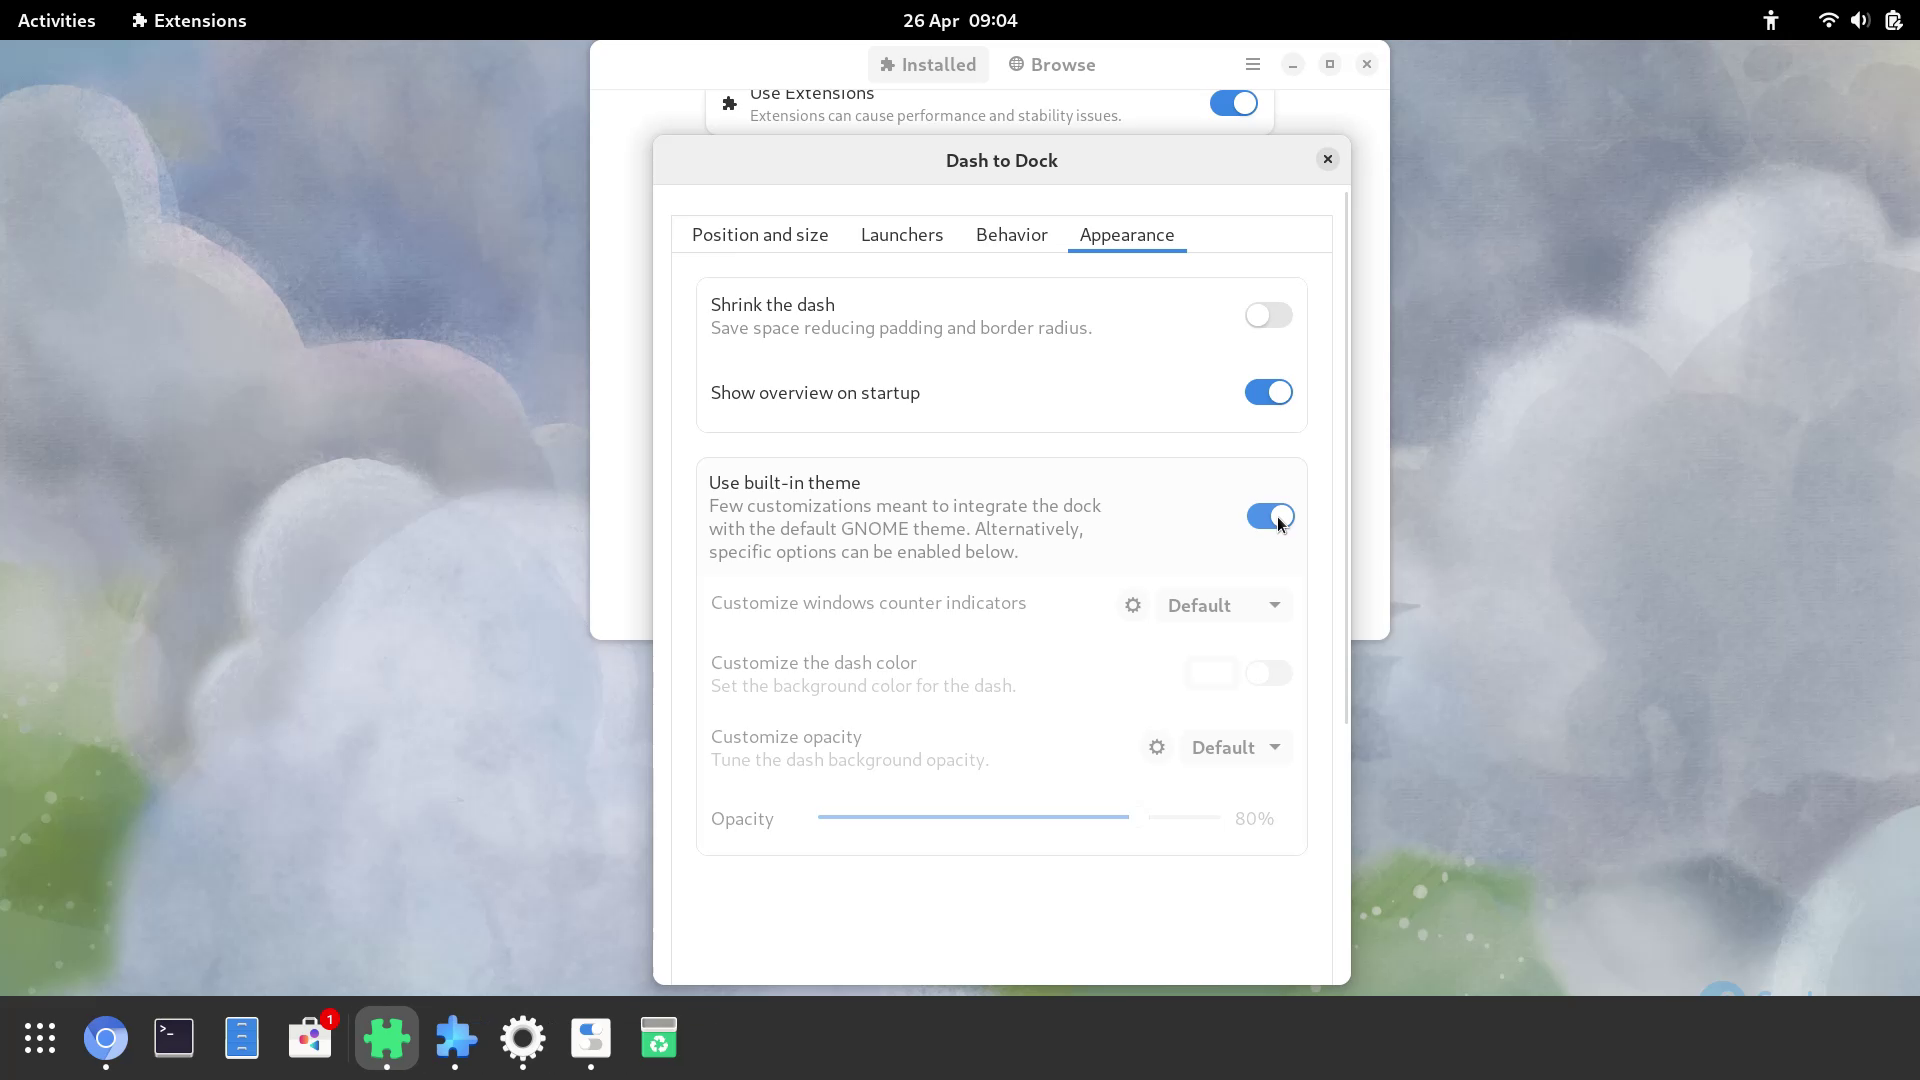 Activities
Extensions
26 Apr 09:04
Installed
Browse
Use Extensions
Extensions can cause performance and stability issues.
Dash to Dock
Position and size
Launchers
Behavior
Appearance
Shrink the dash
Save space reducing padding and border radius.
Show overview on startup
Use built-in theme
Few customizations meant to integrate the dock
with the default GNOME theme. Alternatively,
specific options can be enabled below.
Customize windows counter indicators
Default
Customize the dash color
Set the background color for the dash.
Customize opacity
Default
Tune the dash background opacity.
Opacity
80%
>_
1